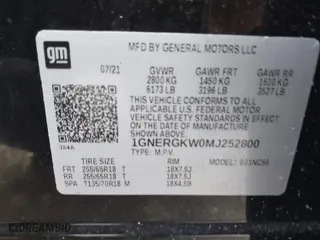 gm
MFD BY GENERAL MOTORS LLC
07/21 GVWR GAWR FRT GAWR RR
2800 KG 1450 KG 1600 KG
6173 LB 3196 LB 3527 LB
THIS VEHICLE CONFORMS TO ALL APPLICABLE
U.S. FEDERAL MOTOR VEHICLE SAFETY
AND THEFT PREVENTION
STANDARDS IN EFFECT ON THE DATE OF
MANUFACTURE SHOWN ABOVE.
1GNERGKW0MJ252800
TYPE: M.P.V. MODEL:
TIRE SIZE RIM
FRT 255/65R18 T 18X7.5J
RR 255/65R18 T 18X7.5J
SPA T135/70R18 M 18X4.5B